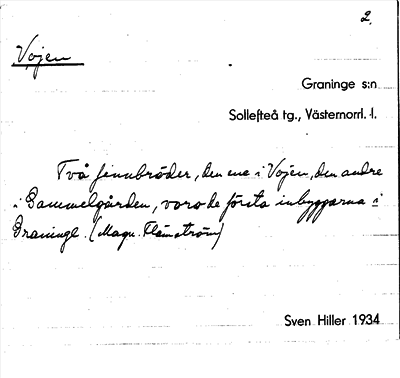 2.
Vojen
Graninge s:n
Sollefteå tg., Västernorrl. l.
Två finnbröder, den ene i Vojen, den andre
i Gammelgården, voro de första inbyggarna i
Graninge. (Magn. Flemström)
Sven Hiller 1934